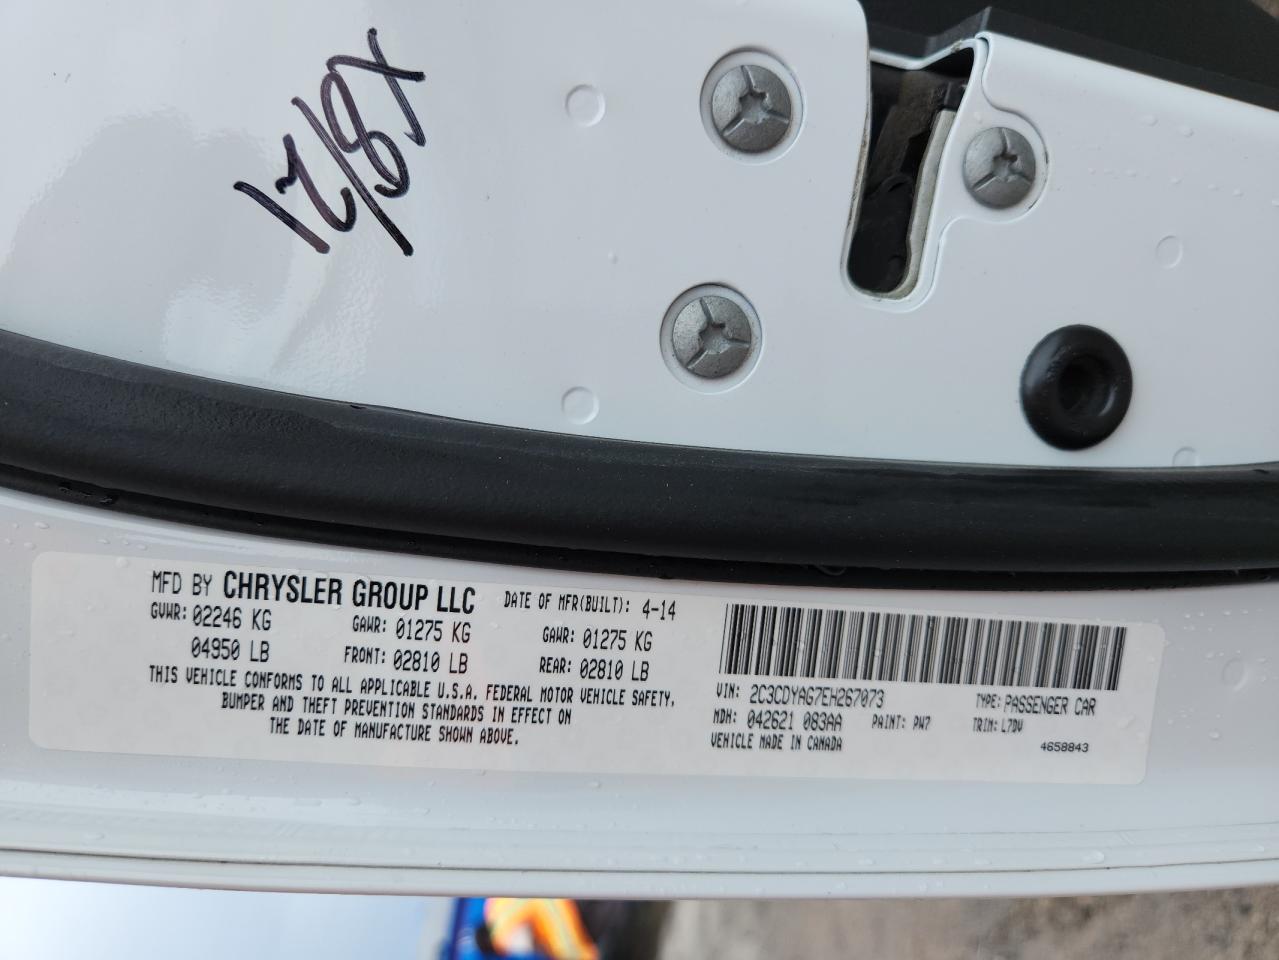 12/8X
MFD BY CHRYSLER GROUP LLC DATE OF MFR(BUILT): 4-14
GVWR: 02246 KG GAWR: 01275 KG GAWR: 01275 KG
04950 LB FRONT: 02810 LB REAR: 02810 LB
THIS VEHICLE CONFORMS TO ALL APPLICABLE U.S.A. FEDERAL MOTOR VEHICLE SAFETY,
BUMPER AND THEFT PREVENTION STANDARDS IN EFFECT ON
THE DATE OF MANUFACTURE SHOWN ABOVE.
VIN: 2C3CDYAG7EH267073 TYPE: PASSENGER CAR
MDH: 042621 083AA PAINT: PW7 TRIM: L7DV
VEHICLE MADE IN CANADA 4658843